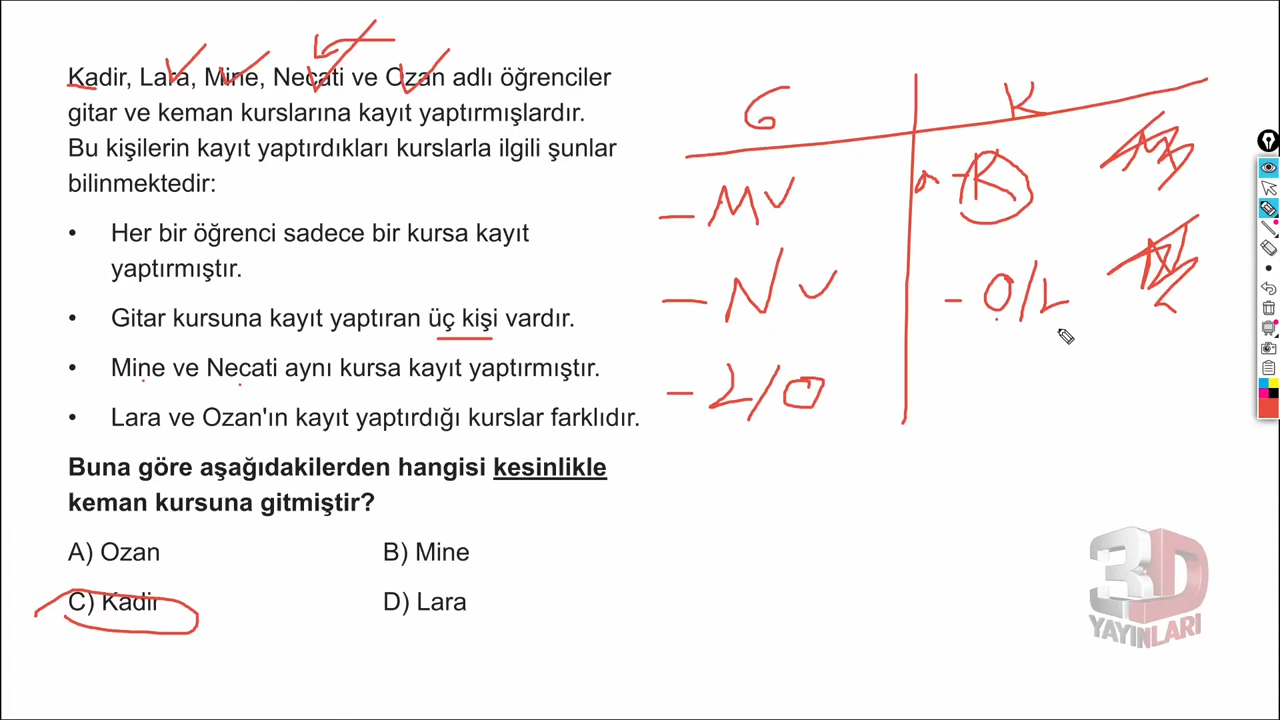 Kadir, Lara, Mine, Necati ve Ozan adlı öğrenciler
gitar ve keman kurslarına kayıt yaptırmışlardır.
Bu kişilerin kayıt yaptırdıkları kurslarla ilgili şunlar
bilinmektedir:
• Her bir öğrenci sadece bir kursa kayıt
yaptırmıştır.
• Gitar kursuna kayıt yaptıran üç kişi vardır.
• Mine ve Necati aynı kursa kayıt yaptırmıştır.
• Lara ve Ozan'ın kayıt yaptırdığı kurslar farklıdır.
Buna göre aşağıdakilerden hangisi kesinlikle
keman kursuna gitmiştir?
A) Ozan B) Mine
C) Kadir D) Lara
G K
- M - K
- N - O/L
- L/O
3D
YAYINLARI